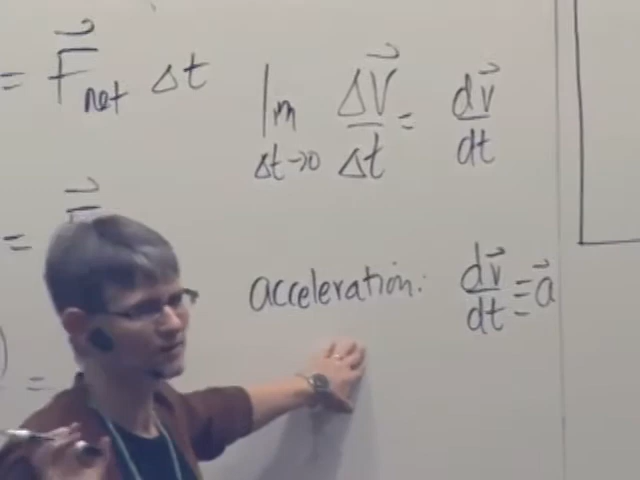 = F⃗net Δt
lim Δt→0 Δv⃗/Δt = dv⃗/dt
=
acceleration: dv⃗/dt ≡ a⃗
) =